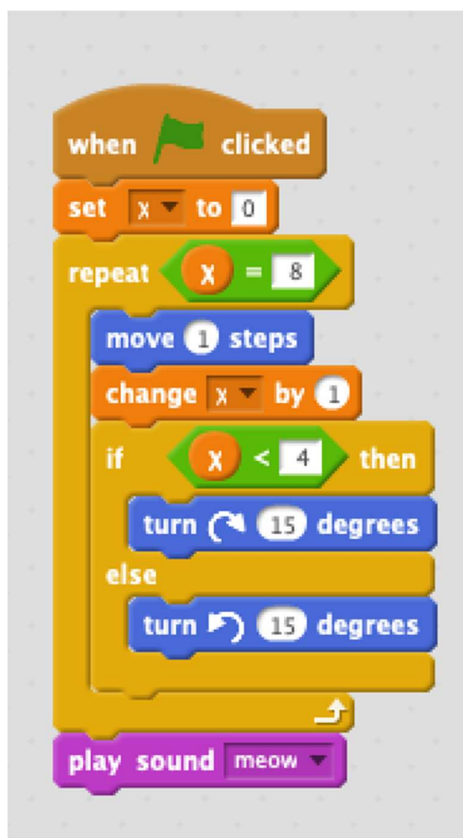 when clicked
set x to 0
repeat x = 8
move 1 steps
change x by 1
if x < 4 then
turn 15 degrees
else
turn 15 degrees
play sound meow